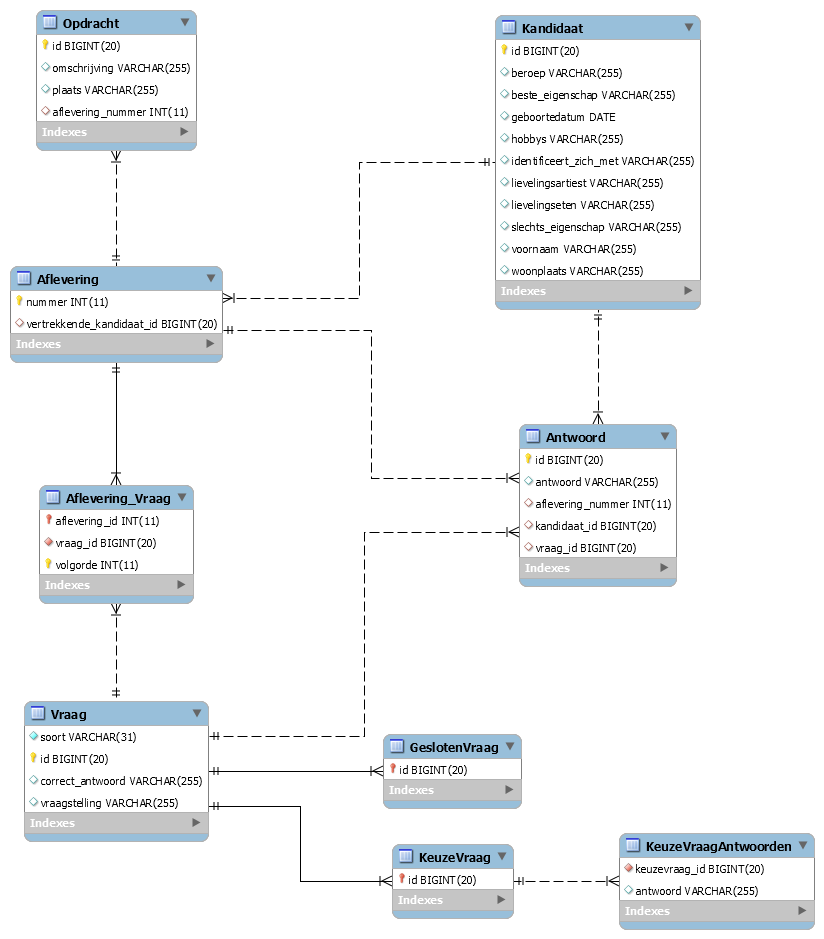 Opdracht
id BIGINT(20)
omschrijving VARCHAR(255)
plaats VARCHAR(255)
aflevering_nummer INT(11)
Indexes
Kandidaat
id BIGINT(20)
beroep VARCHAR(255)
beste_eigenschap VARCHAR(255)
geboortedatum DATE
hobbys VARCHAR(255)
identificeert_zich_met VARCHAR(255)
lievelingsartiest VARCHAR(255)
lievelingseten VARCHAR(255)
slechts_eigenschap VARCHAR(255)
voornaam VARCHAR(255)
woonplaats VARCHAR(255)
Indexes
Aflevering
nummer INT(11)
vertrekkende_kandidaat_id BIGINT(20)
Indexes
Antwoord
id BIGINT(20)
antwoord VARCHAR(255)
aflevering_nummer INT(11)
kandidaat_id BIGINT(20)
vraag_id BIGINT(20)
Indexes
Aflevering_Vraag
aflevering_id INT(11)
vraag_id BIGINT(20)
volgorde INT(11)
Indexes
Vraag
soort VARCHAR(31)
id BIGINT(20)
correct_antwoord VARCHAR(255)
vraagstelling VARCHAR(255)
Indexes
GeslotenVraag
id BIGINT(20)
Indexes
KeuzeVraag
id BIGINT(20)
Indexes
KeuzeVraagAntwoorden
keuzevraag_id BIGINT(20)
antwoord VARCHAR(255)
Indexes